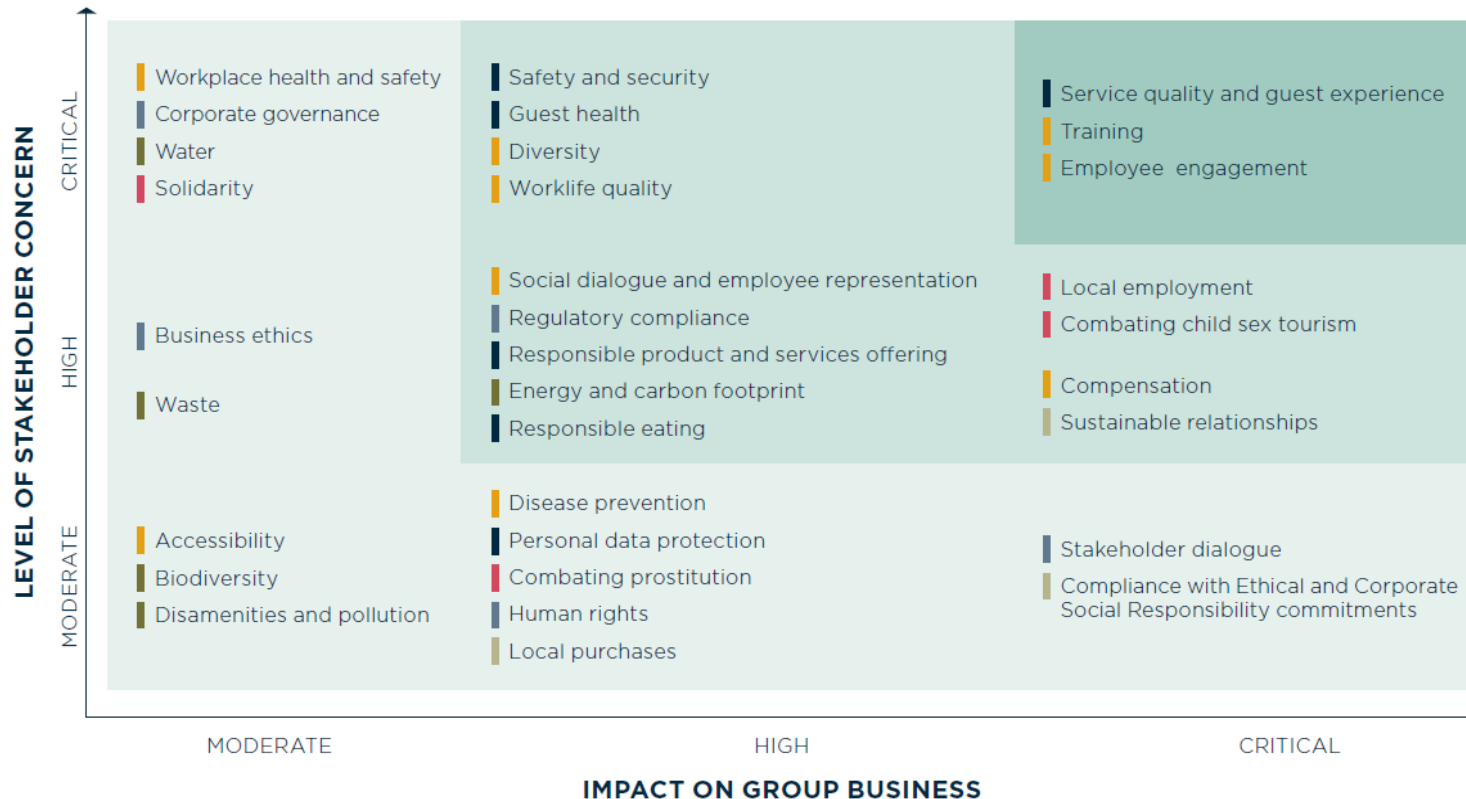 LEVEL OF STAKEHOLDER CONCERN
CRITICAL
Workplace health and safety
Corporate governance
Water
Solidarity
Safety and security
Guest health
Diversity
Worklife quality
Service quality and guest experience
Training
Employee engagement
HIGH
Business ethics
Waste
Social dialogue and employee representation
Regulatory compliance
Responsible product and services offering
Energy and carbon footprint
Responsible eating
Local employment
Combating child sex tourism
Compensation
Sustainable relationships
MODERATE
Accessibility
Biodiversity
Disamenities and pollution
Disease prevention
Personal data protection
Combating prostitution
Human rights
Local purchases
Stakeholder dialogue
Compliance with Ethical and Corporate
Social Responsibility commitments
MODERATE
HIGH
CRITICAL
IMPACT ON GROUP BUSINESS